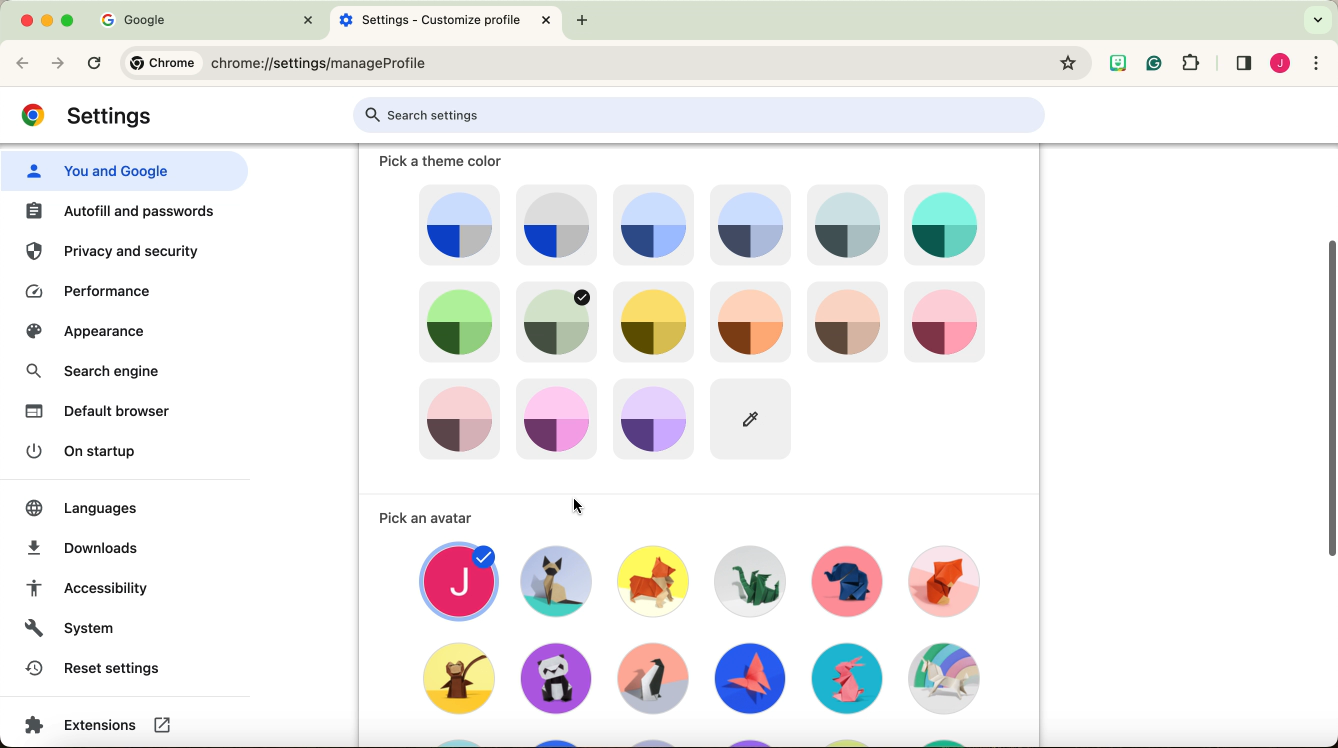 Google
Settings - Customize profile
Chrome
chrome://settings/manageProfile
J
Settings
Search settings
You and Google
Autofill and passwords
Privacy and security
Performance
Appearance
Search engine
Default browser
On startup
Languages
Downloads
Accessibility
System
Reset settings
Extensions
Pick a theme color
Pick an avatar
J